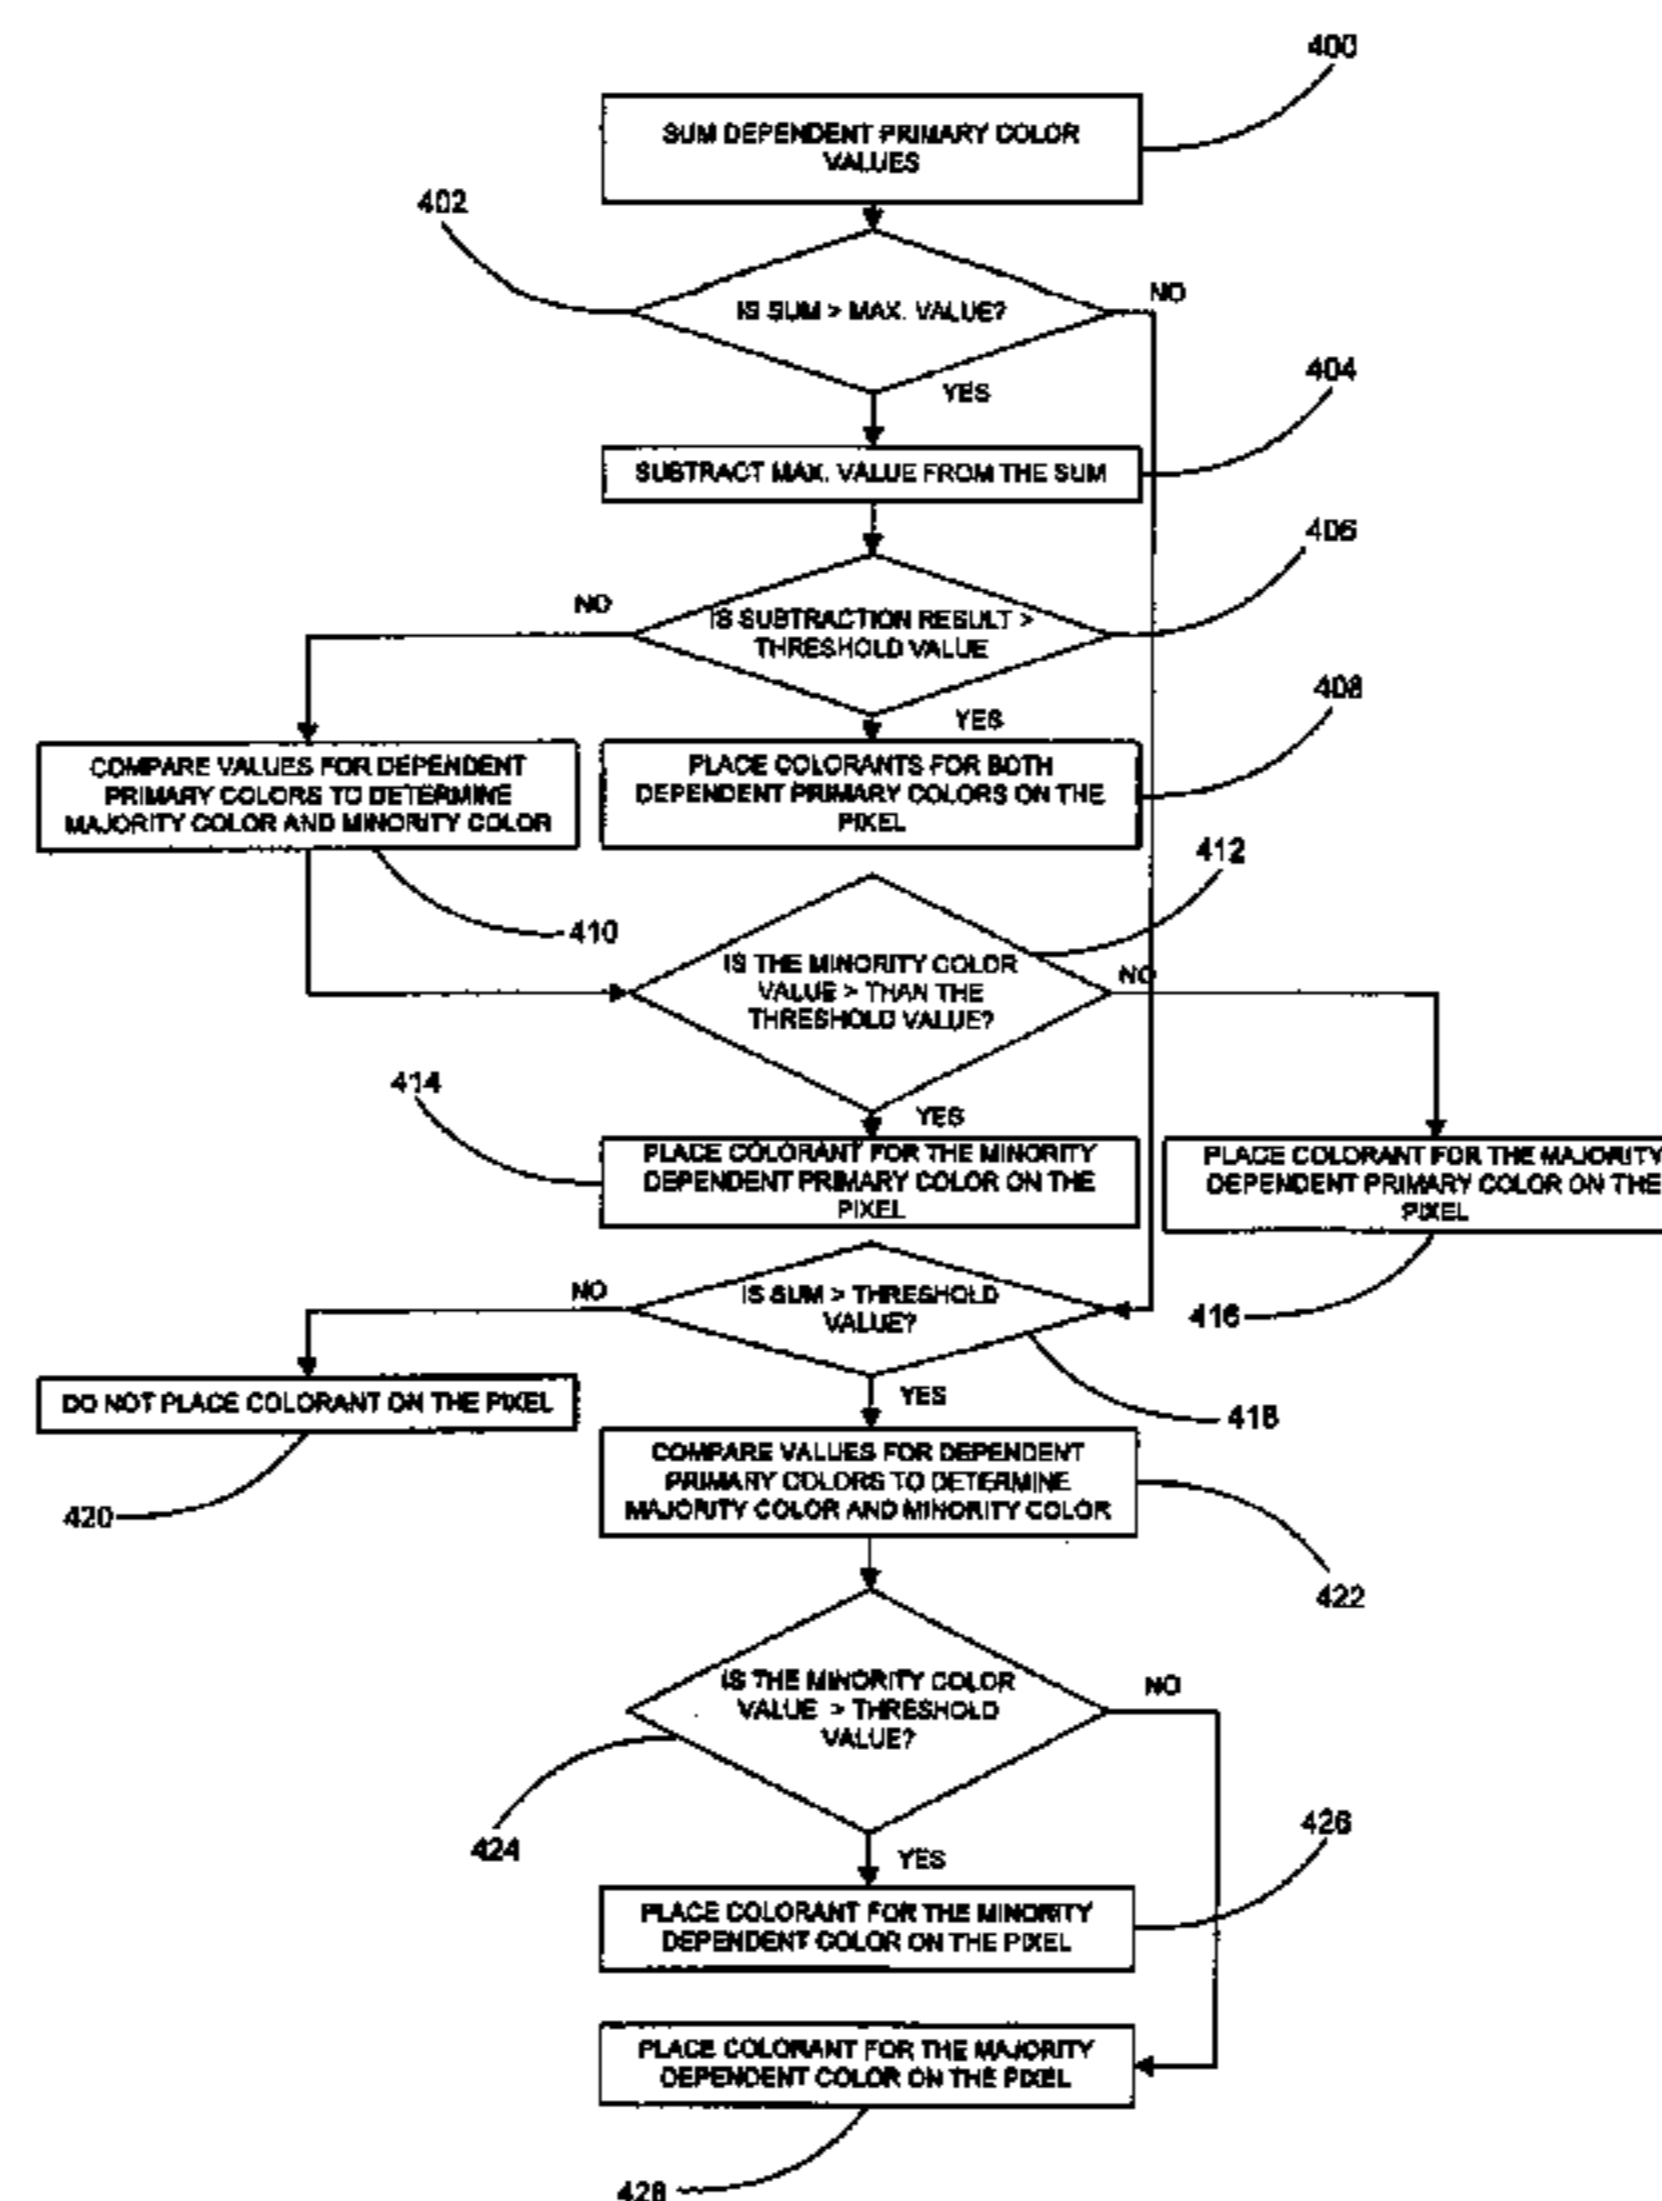 400
SUM DEPENDENT PRIMARY COLOR
VALUES
402
IS SUM > MAX. VALUE?
NO
YES
404
SUBTRACT MAX. VALUE FROM THE SUM
406
NO
IS SUBTRACTION RESULT >
THRESHOLD VALUE
YES
408
COMPARE VALUES FOR DEPENDENT
PRIMARY COLORS TO DETERMINE
MAJORITY COLOR AND MINORITY COLOR
PLACE COLORANTS FOR BOTH
DEPENDENT PRIMARY COLORS ON THE
PIXEL
410
412
IS THE MINORITY COLOR
VALUE > THAN THE
THRESHOLD VALUE?
NO
YES
414
PLACE COLORANT FOR THE MINORITY
DEPENDENT PRIMARY COLOR ON THE
PIXEL
PLACE COLORANT FOR THE MAJORITY
DEPENDENT PRIMARY COLOR ON THE
PIXEL
416
NO
IS SUM > THRESHOLD
VALUE?
YES
418
DO NOT PLACE COLORANT ON THE PIXEL
420
COMPARE VALUES FOR DEPENDENT
PRIMARY COLORS TO DETERMINE
MAJORITY COLOR AND MINORITY COLOR
422
IS THE MINORITY COLOR
VALUE > THRESHOLD
VALUE?
NO
424
YES
426
PLACE COLORANT FOR THE MINORITY
DEPENDENT COLOR ON THE PIXEL
PLACE COLORANT FOR THE MAJORITY
DEPENDENT COLOR ON THE PIXEL
428